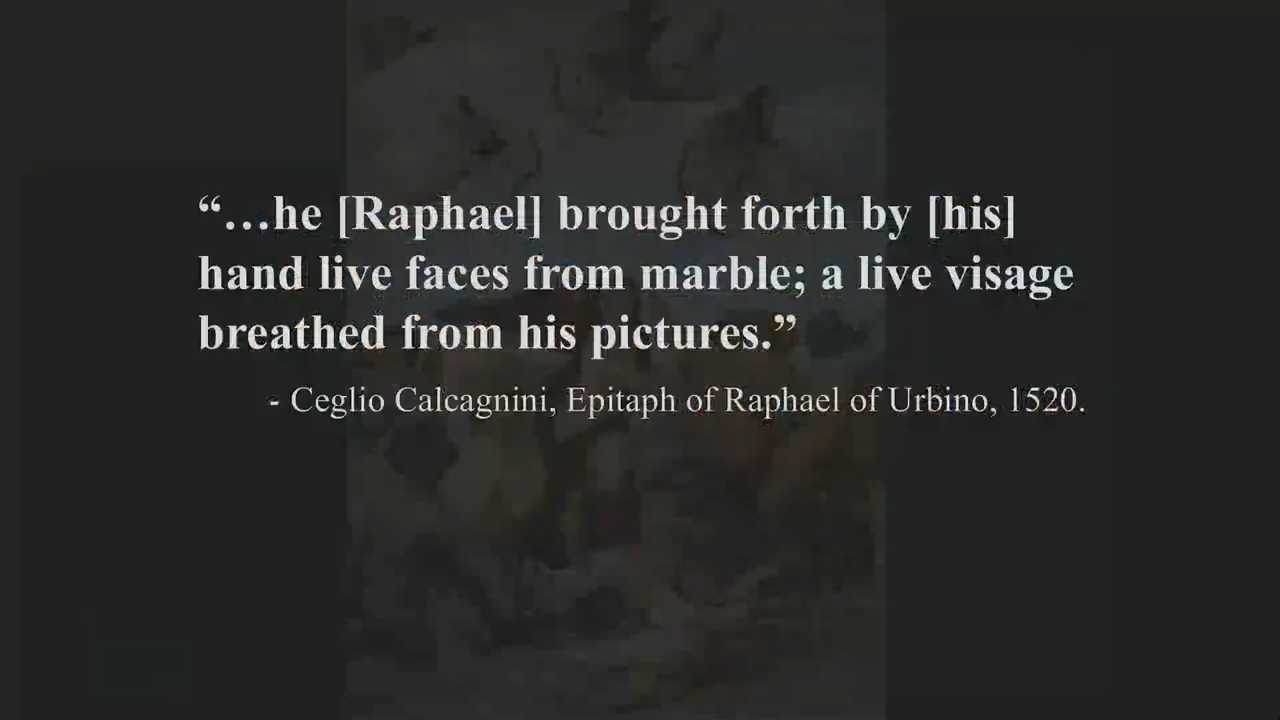 “…he [Raphael] brought forth by [his]
hand live faces from marble; a live visage
breathed from his pictures.”
- Ceglio Calcagnini, Epitaph of Raphael of Urbino, 1520.